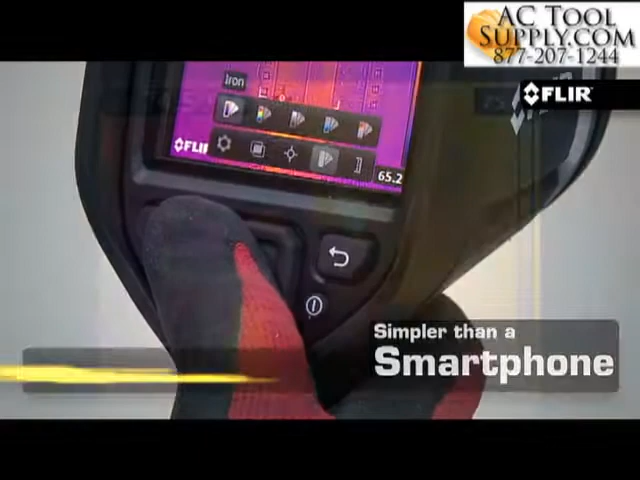 AC Tool
Supply.com
877-207-1244
FLIR
Iron
FLIR
65.2
Simpler than a
Smartphone